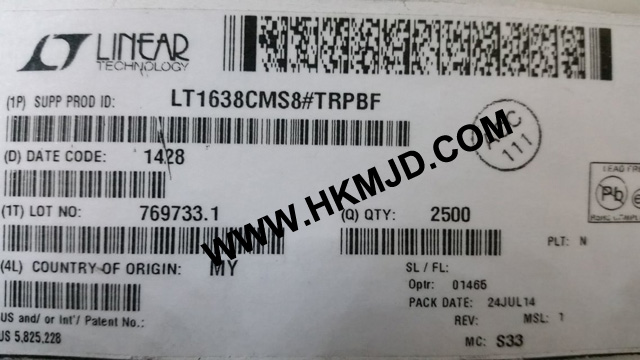 LINEAR
TECHNOLOGY
(1P) SUPP PROD ID: LT1638CMS8#TRPBF
(D) DATE CODE: 1428
111
LEAD FREE
Pb
(1T) LOT NO: 769733.1 (Q) QTY: 2500
WWW.HKMJD.COM
PLT: N
(4L) COUNTRY OF ORIGIN: MY
SL / FL:
Optr: 01465
PACK DATE: 24JUL14
US and/ or Int'/ Patent No.:
REV: MSL: 1
US 5,825,228
MC: S33